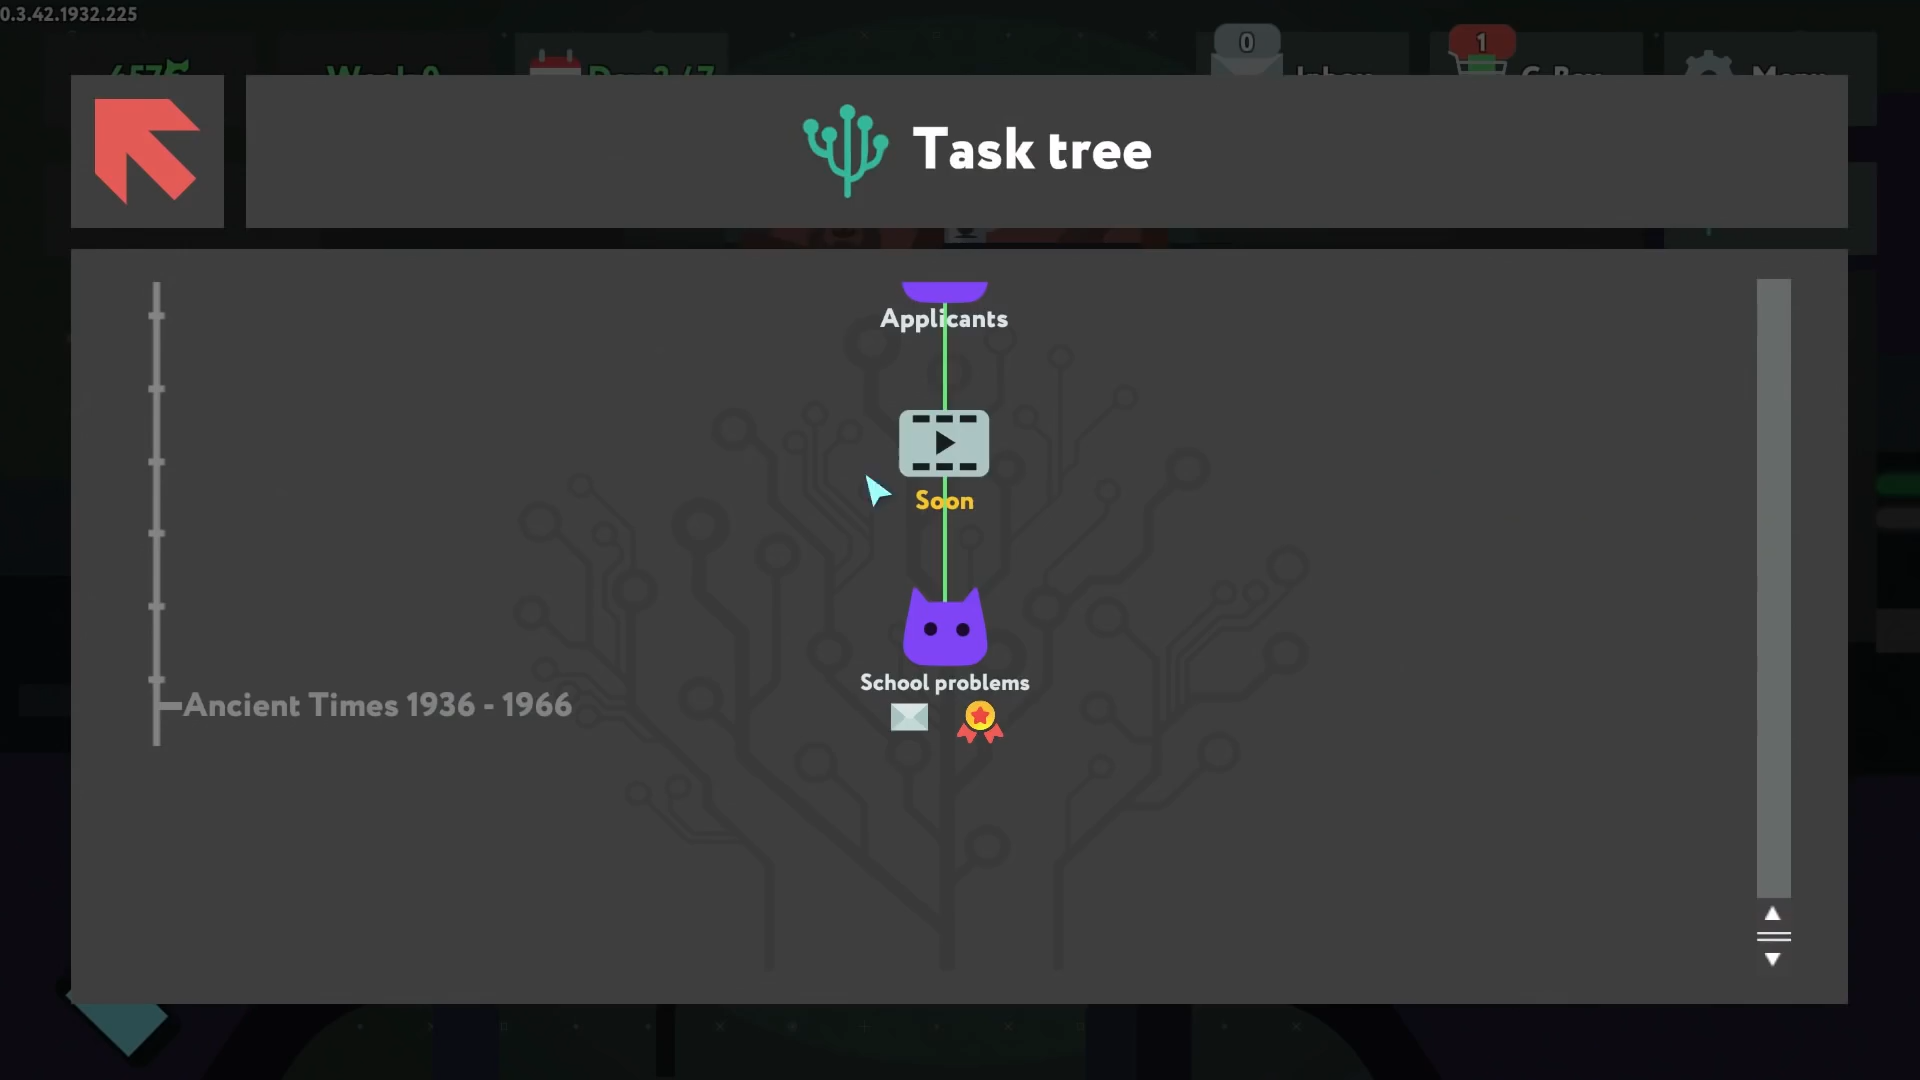 0.3.42.1932.225
0
1
Task tree
Applicants
Soon
School problems
Ancient Times 1936 - 1966